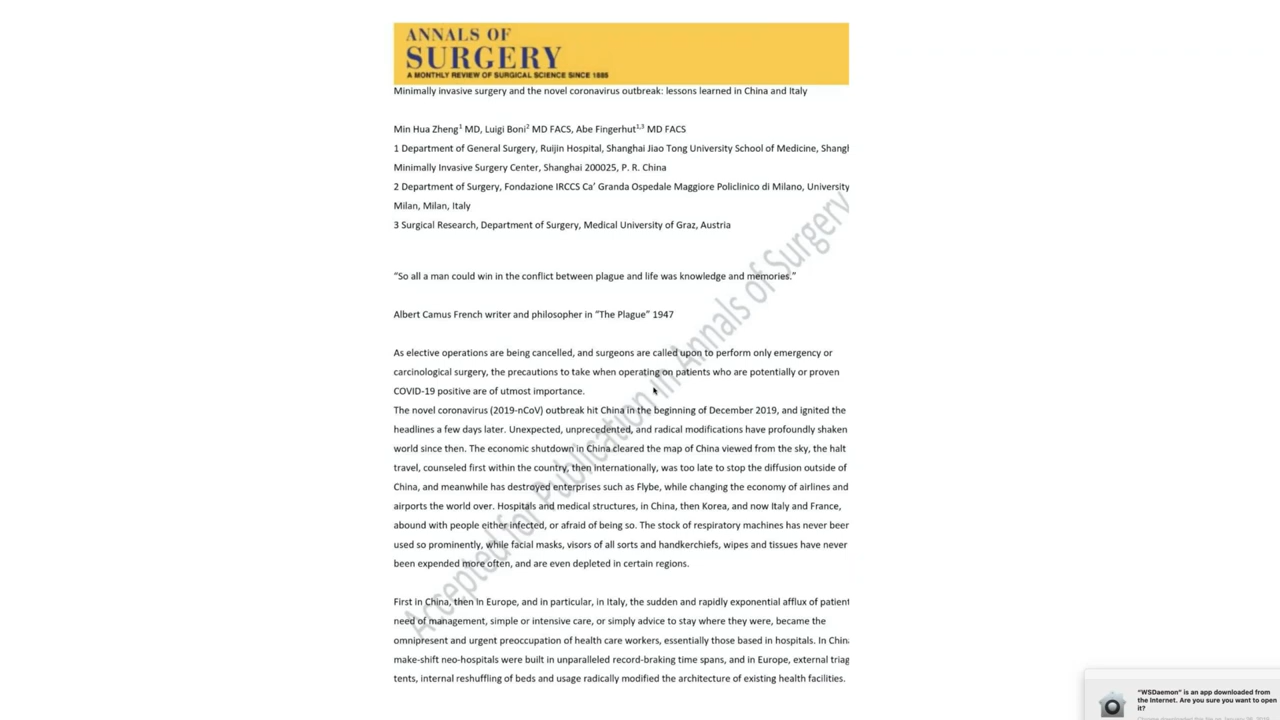 ANNALS OF
SURGERY
A MONTHLY REVIEW OF SURGICAL SCIENCE SINCE 1885
Minimally invasive surgery and the novel coronavirus outbreak: lessons learned in China and Italy
Min Hua Zheng1 MD, Luigi Boni2 MD FACS, Abe Fingerhut1,3 MD FACS
1 Department of General Surgery, Ruijin Hospital, Shanghai Jiao Tong University School of Medicine, Shangh
Minimally Invasive Surgery Center, Shanghai 200025, P. R. China
2 Department of Surgery, Fondazione IRCCS Ca’ Granda Ospedale Maggiore Policlinico di Milano, University
Milan, Milan, Italy
3 Surgical Research, Department of Surgery, Medical University of Graz, Austria
“So all a man could win in the conflict between plague and life was knowledge and memories.”
Albert Camus French writer and philosopher in “The Plague” 1947
As elective operations are being cancelled, and surgeons are called upon to perform only emergency or
carcinological surgery, the precautions to take when operating on patients who are potentially or proven
COVID-19 positive are of utmost importance.
The novel coronavirus (2019-nCoV) outbreak hit China in the beginning of December 2019, and ignited the
headlines a few days later. Unexpected, unprecedented, and radical modifications have profoundly shaken
world since then. The economic shutdown in China cleared the map of China viewed from the sky, the halt
travel, counseled first within the country, then internationally, was too late to stop the diffusion outside of
China, and meanwhile has destroyed enterprises such as Flybe, while changing the economy of airlines and
airports the world over. Hospitals and medical structures, in China, then Korea, and now Italy and France,
abound with people either infected, or afraid of being so. The stock of respiratory machines has never beer
used so prominently, while facial masks, visors of all sorts and handkerchiefs, wipes and tissues have never
been expended more often, and are even depleted in certain regions.
First in China, then in Europe, and in particular, in Italy, the sudden and rapidly exponential afflux of patient
need of management, simple or intensive care, or simply advice to stay where they were, became the
omnipresent and urgent preoccupation of health care workers, essentially those based in hospitals. In China
make-shift neo-hospitals were built in unparalleled record-braking time spans, and in Europe, external triag
tents, internal reshuffling of beds and usage radically modified the architecture of existing health facilities.
Accepted for Publication in Annals of Surgery
“WSDaemon” is an app downloaded from
the Internet. Are you sure you want to open
it?